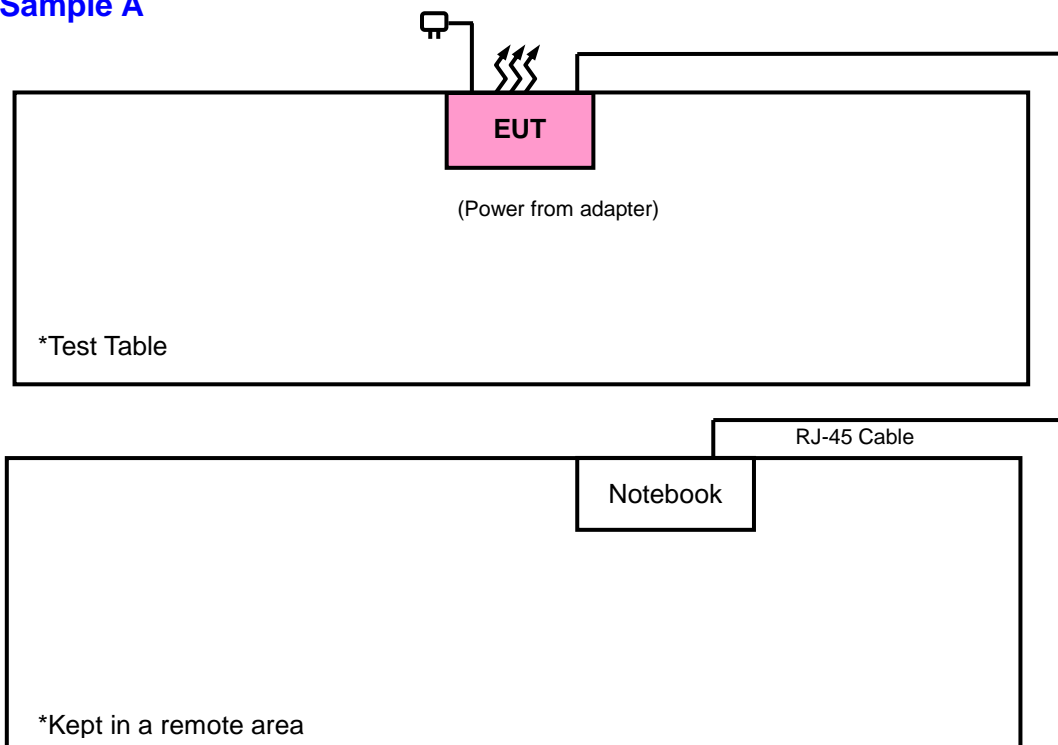 Sample A
EUT
(Power from adapter)
*Test Table
RJ-45 Cable
Notebook
*Kept in a remote area